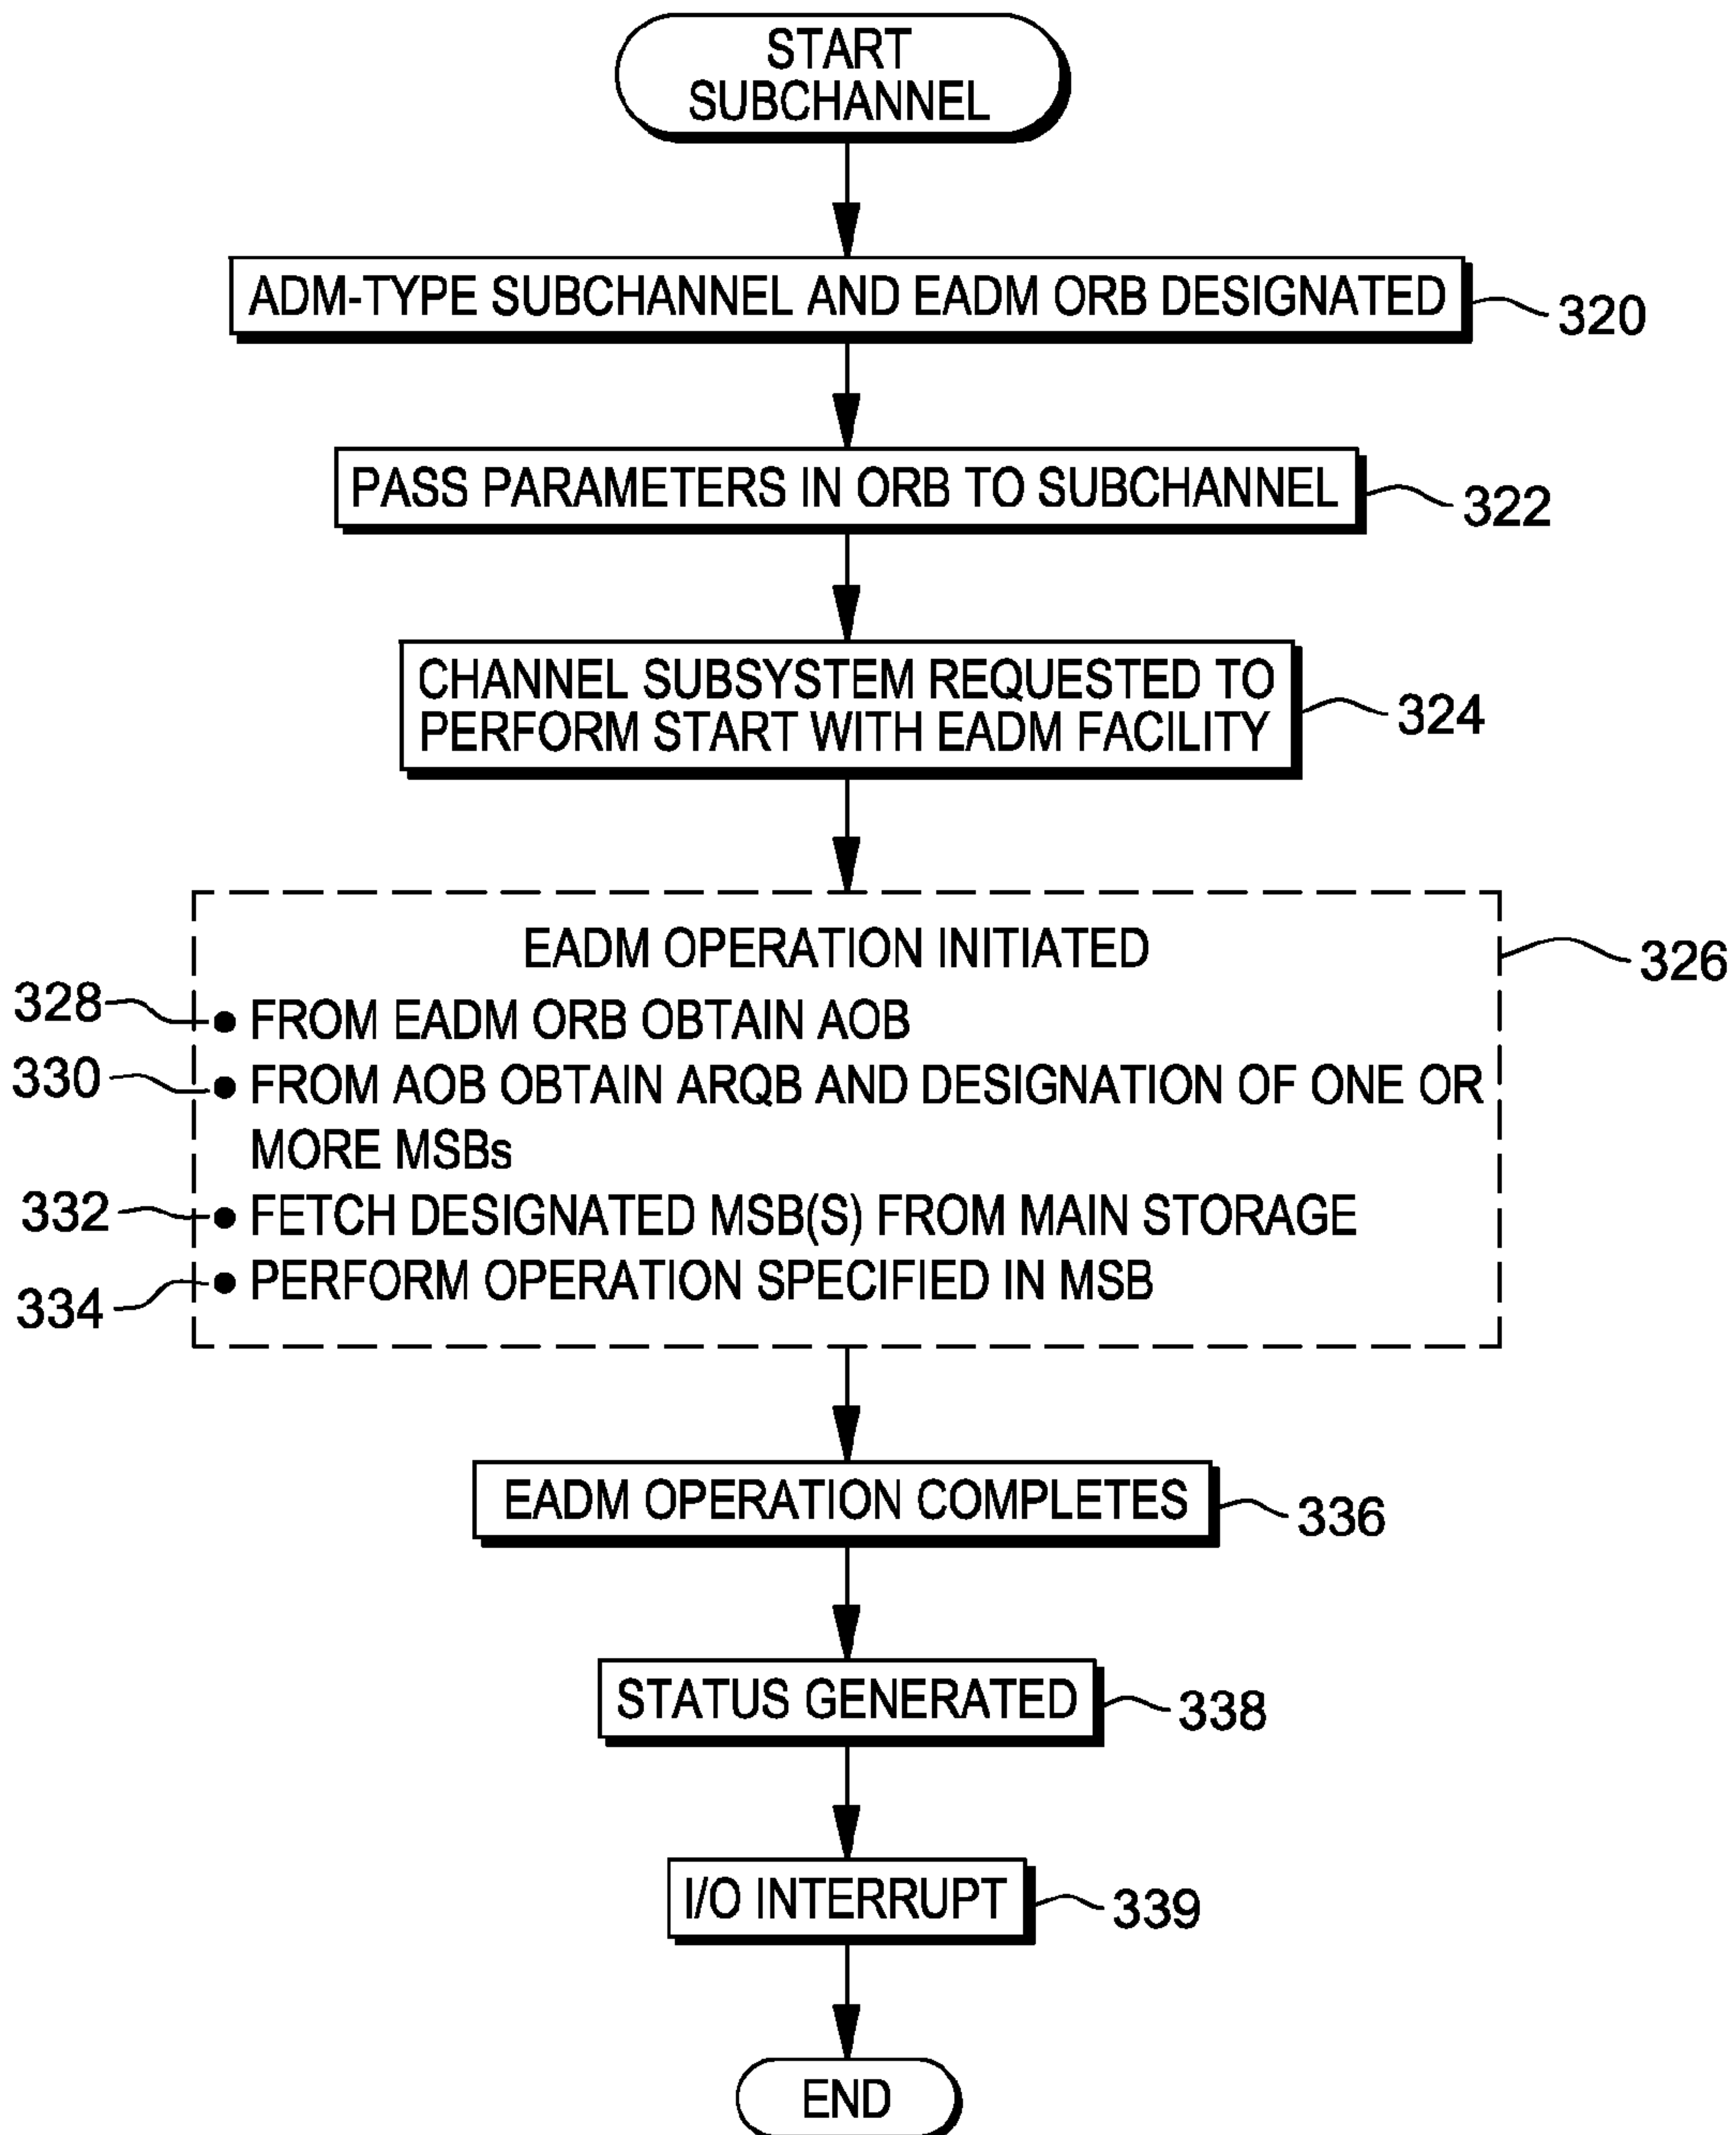 START
SUBCHANNEL
ADM-TYPE SUBCHANNEL AND EADM ORB DESIGNATED
320
PASS PARAMETERS IN ORB TO SUBCHANNEL
322
CHANNEL SUBSYSTEM REQUESTED TO
PERFORM START WITH EADM FACILITY
324
EADM OPERATION INITIATED
326
328
● FROM EADM ORB OBTAIN AOB
330
● FROM AOB OBTAIN ARQB AND DESIGNATION OF ONE OR
MORE MSBs
332
● FETCH DESIGNATED MSB(S) FROM MAIN STORAGE
334
● PERFORM OPERATION SPECIFIED IN MSB
EADM OPERATION COMPLETES
336
STATUS GENERATED
338
I/O INTERRUPT
339
END